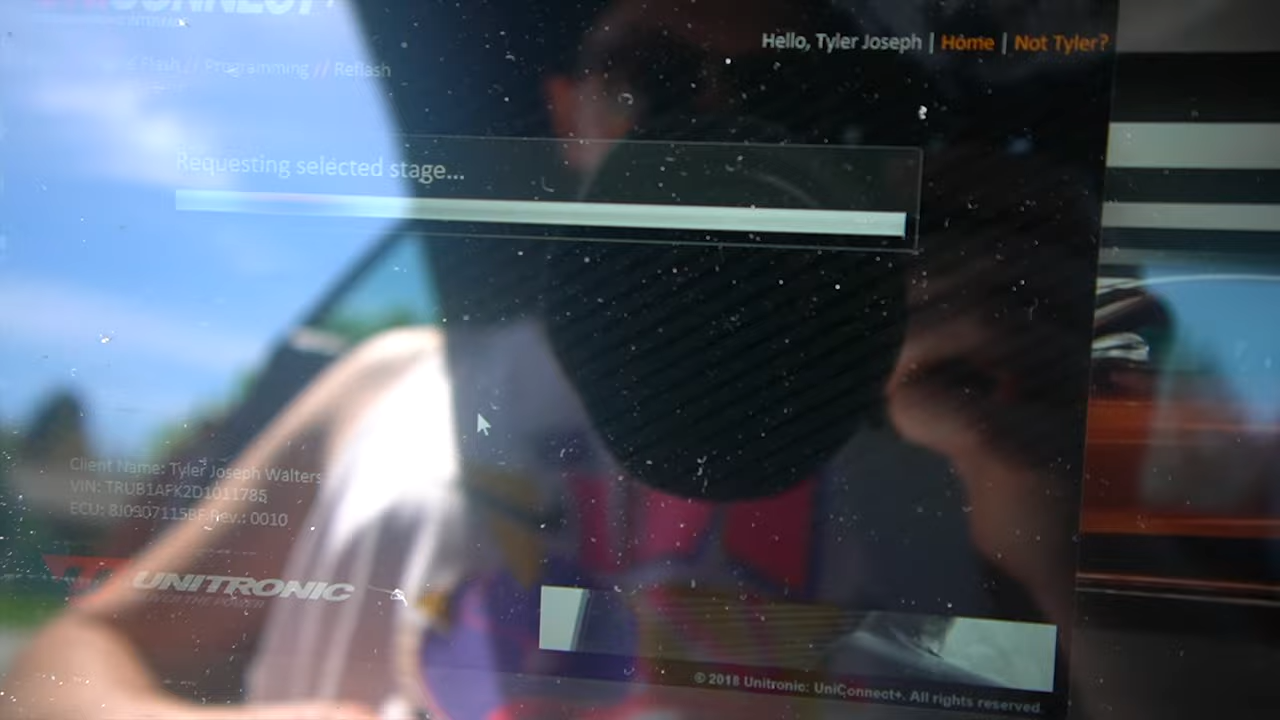 Hello, Tyler Joseph | Home | Not Tyler?
Flash // Programming // Reflash
Requesting selected stage...
Client Name: Tyler Joseph Walters
VIN: TRUB1AFK2D1011785
ECU: 8J0907115BF Rev.: 0010
UNITRONIC
© 2018 Unitronic: UniConnect+. All rights reserved